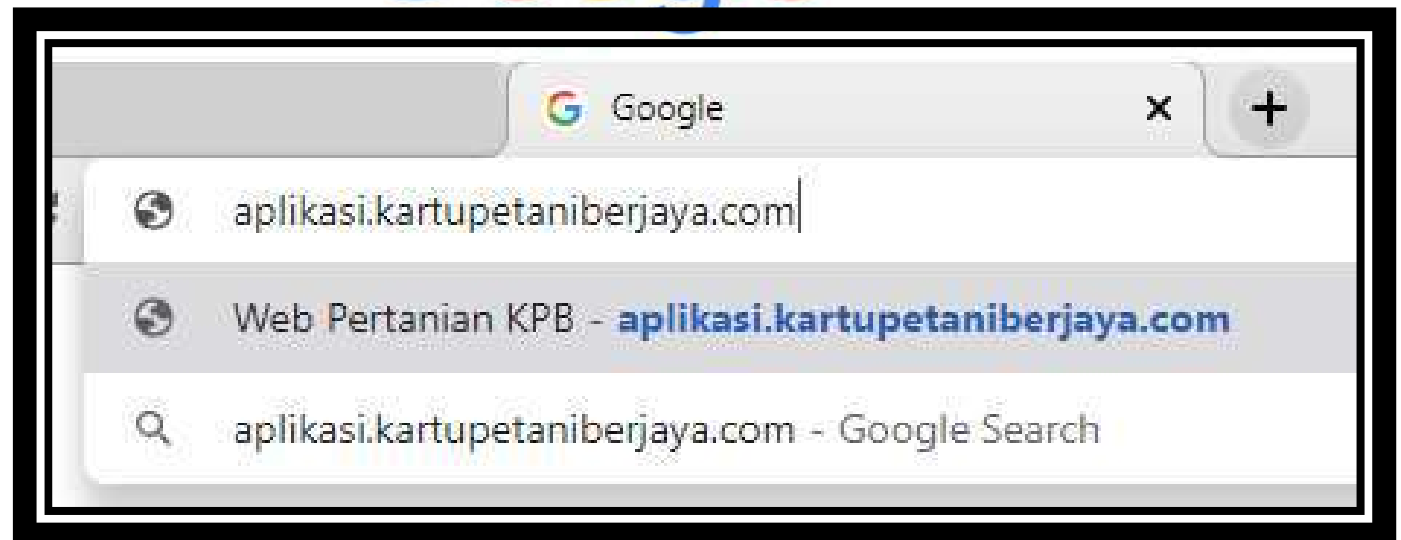 Google
aplikasi.kartupetaniberjaya.com
Web Pertanian KPB - aplikasi.kartupetaniberjaya.com
aplikasi.kartupetaniberjaya.com - Google Search